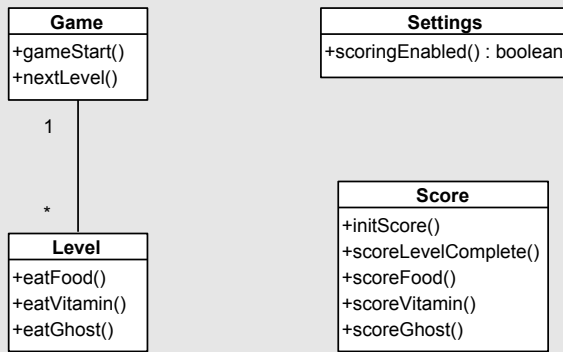 Game
+gameStart()
+nextLevel()
1
*
Level
+eatFood()
+eatVitamin()
+eatGhost()
Settings
+scoringEnabled() : boolean
Score
+initScore()
+scoreLevelComplete()
+scoreFood()
+scoreVitamin()
+scoreGhost()